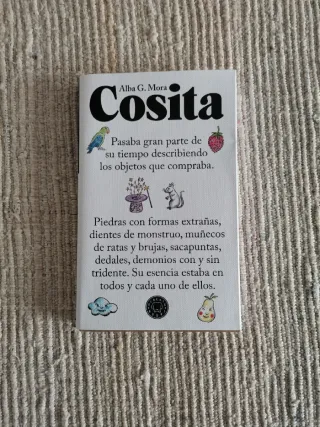 Alba G. Mora
Cosita
Pasaba gran parte de
su tiempo describiendo
los objetos que compraba.
Piedras con formas extrañas,
dientes de monstruo, muñecos
de ratas y brujas, sacapuntas,
dedales, demonios con y sin
tridente. Su esencia estaba en
todos y cada uno de ellos.